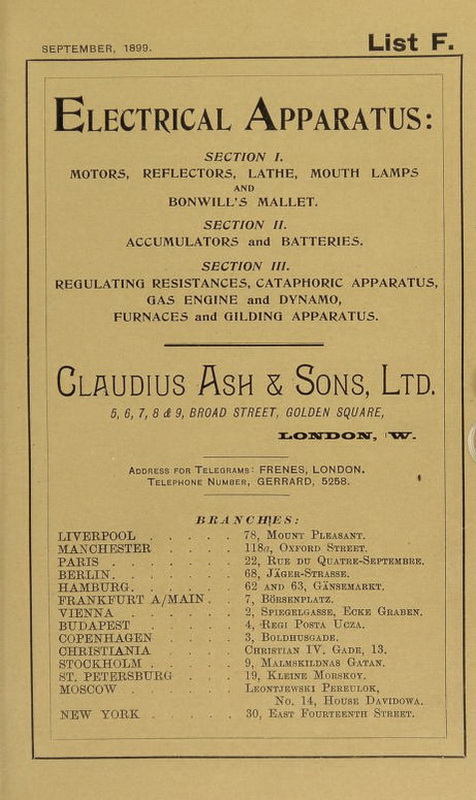 SEPTEMBER, 1899.
List F.
ELECTRICAL APPARATUS:
SECTION I.
MOTORS, REFLECTORS, LATHE, MOUTH LAMPS
AND
BONWILL'S MALLET.
SECTION II.
ACCUMULATORS and BATTERIES.
SECTION III.
REGULATING RESISTANCES, CATAPHORIC APPARATUS,
GAS ENGINE and DYNAMO,
FURNACES and GILDING APPARATUS.
CLAUDIUS ASH & SONS, LTD.
5, 6, 7, 8 & 9, BROAD STREET, GOLDEN SQUARE,
LONDON, W.
ADDRESS FOR TELEGRAMS: FRENES, LONDON.
TELEPHONE NUMBER, GERRARD, 5258.
BRANCHES:
LIVERPOOL . . . . . 78, MOUNT PLEASANT.
MANCHESTER . . . . 118a, OXFORD STREET.
PARIS . . . . . . . 22, RUE DU QUATRE-SEPTEMBRE.
BERLIN. . . . . . . 68, JÄGER-STRASSE.
HAMBURG. . . . . . 62 AND 63, GÄNSEMARKT.
FRANKFURT A/MAIN . . 7, BÖRSENPLATZ.
VIENNA . . . . . . 2, SPIEGELGASSE, ECKE GRABEN.
BUDAPEST . . . . . 4, REGI POSTA UCZA.
COPENHAGEN . . . . 3, BOLDHUSGADE.
CHRISTIANIA . . . . CHRISTIAN IV. GADE, 13.
STOCKHOLM . . . . . 9, MALMSKILDNAS GATAN.
ST. PETERSBURG . . . 19, KLEINE MORSKOY.
MOSCOW . . . . . . LEONTJEWSKI PEREULOK,
NO. 14, HOUSE DAVIDOWA.
NEW YORK . . . . . 30, EAST FOURTEENTH STREET.